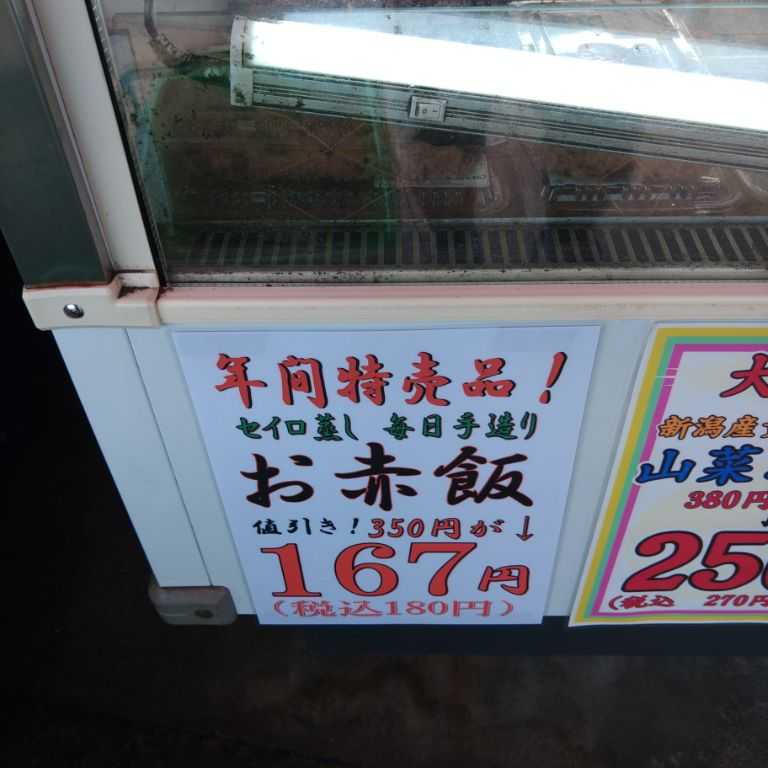 年間特売品!
セイロ蒸し 毎日手造り
お赤飯
値引き!350円が↓
167円
(税込180円)
大
新潟産
山菜
380円
250
(税込 270円